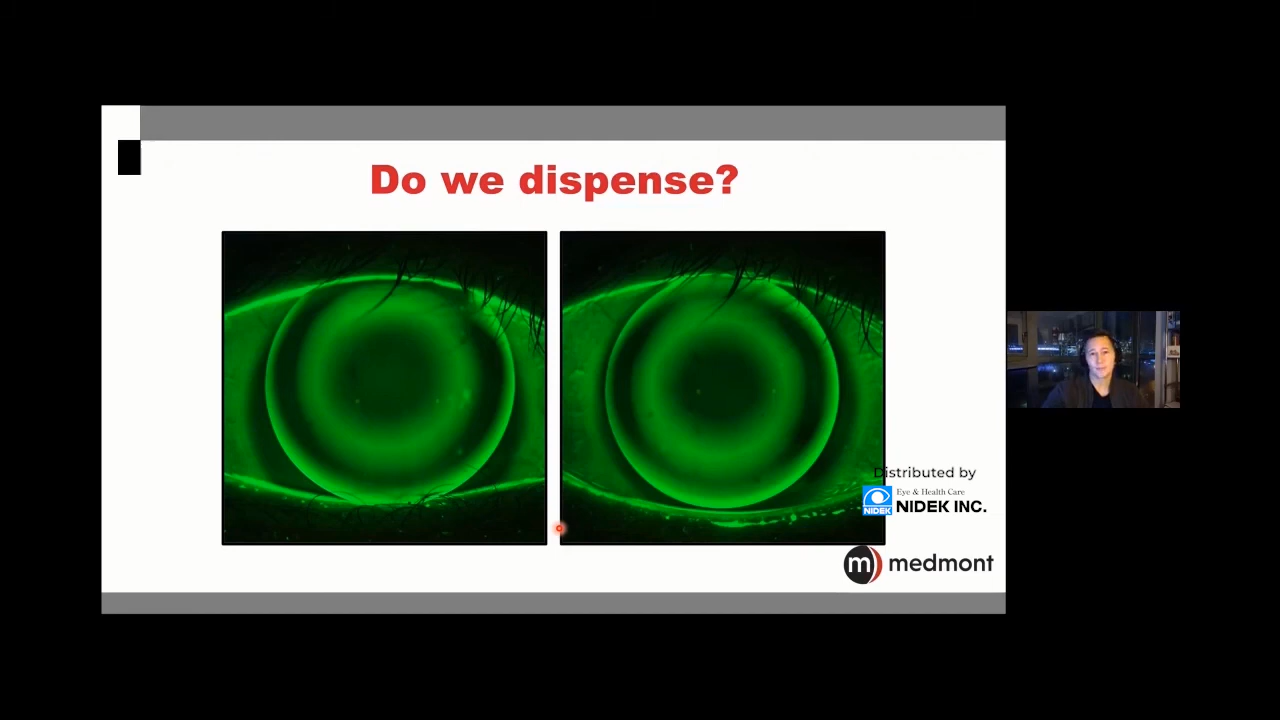 Do we dispense?
Distributed by
Eye & Health Care
NIDEK
NIDEK INC.
m
medmont